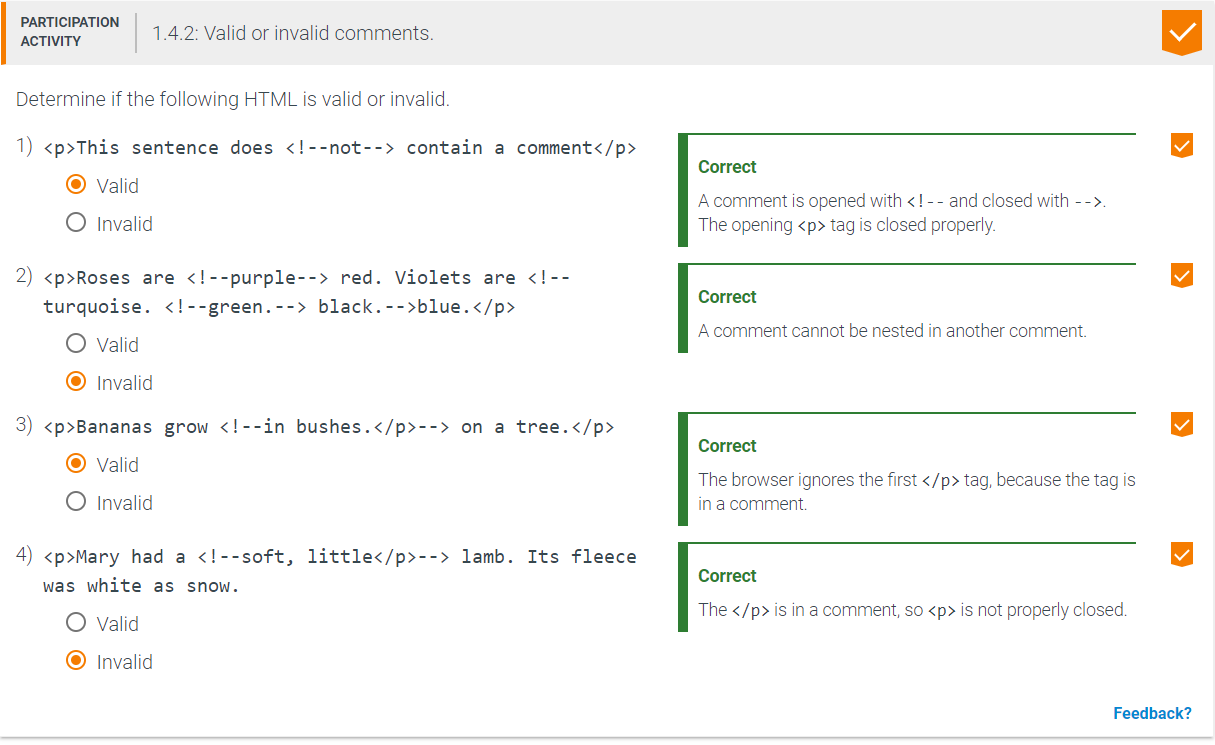 PARTICIPATION
ACTIVITY
1.4.2: Valid or invalid comments.
Determine if the following HTML is valid or invalid.
1) <p>This sentence does <!--not--> contain a comment</p>
Valid
Invalid
Correct
A comment is opened with <!-- and closed with -->.
The opening <p> tag is closed properly.
2) <p>Roses are <!--purple--> red. Violets are <!--
turquoise. <!--green.--> black.-->blue.</p>
Valid
Invalid
Correct
A comment cannot be nested in another comment.
3) <p>Bananas grow <!--in bushes.</p>--> on a tree.</p>
Valid
Invalid
Correct
The browser ignores the first </p> tag, because the tag is
in a comment.
4) <p>Mary had a <!--soft, little</p>--> lamb. Its fleece
was white as snow.
Valid
Invalid
Correct
The </p> is in a comment, so <p> is not properly closed.
Feedback?